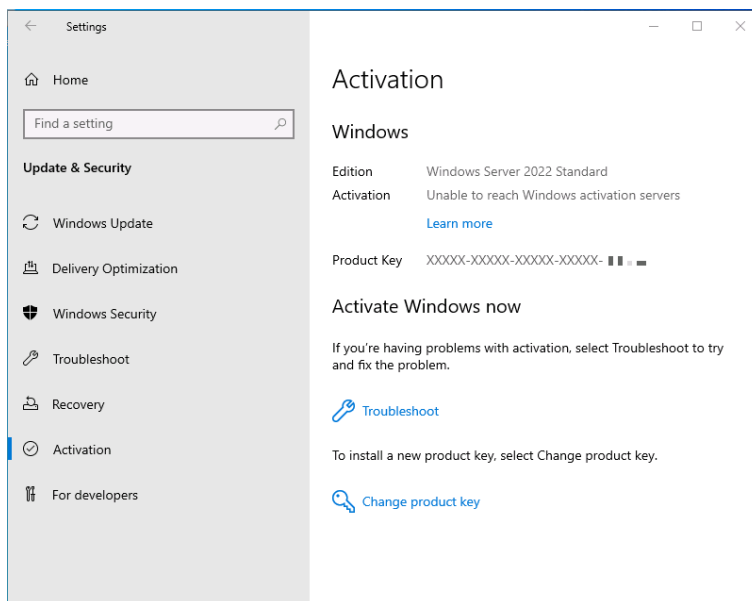 Settings
Home
Find a setting
Update & Security
Windows Update
Delivery Optimization
Windows Security
Troubleshoot
Recovery
Activation
For developers
Activation
Windows
Edition Windows Server 2022 Standard
Activation Unable to reach Windows activation servers
Learn more
Product Key XXXXX-XXXXX-XXXXX-XXXXX-
Activate Windows now
If you're having problems with activation, select Troubleshoot to try
and fix the problem.
Troubleshoot
To install a new product key, select Change product key.
Change product key